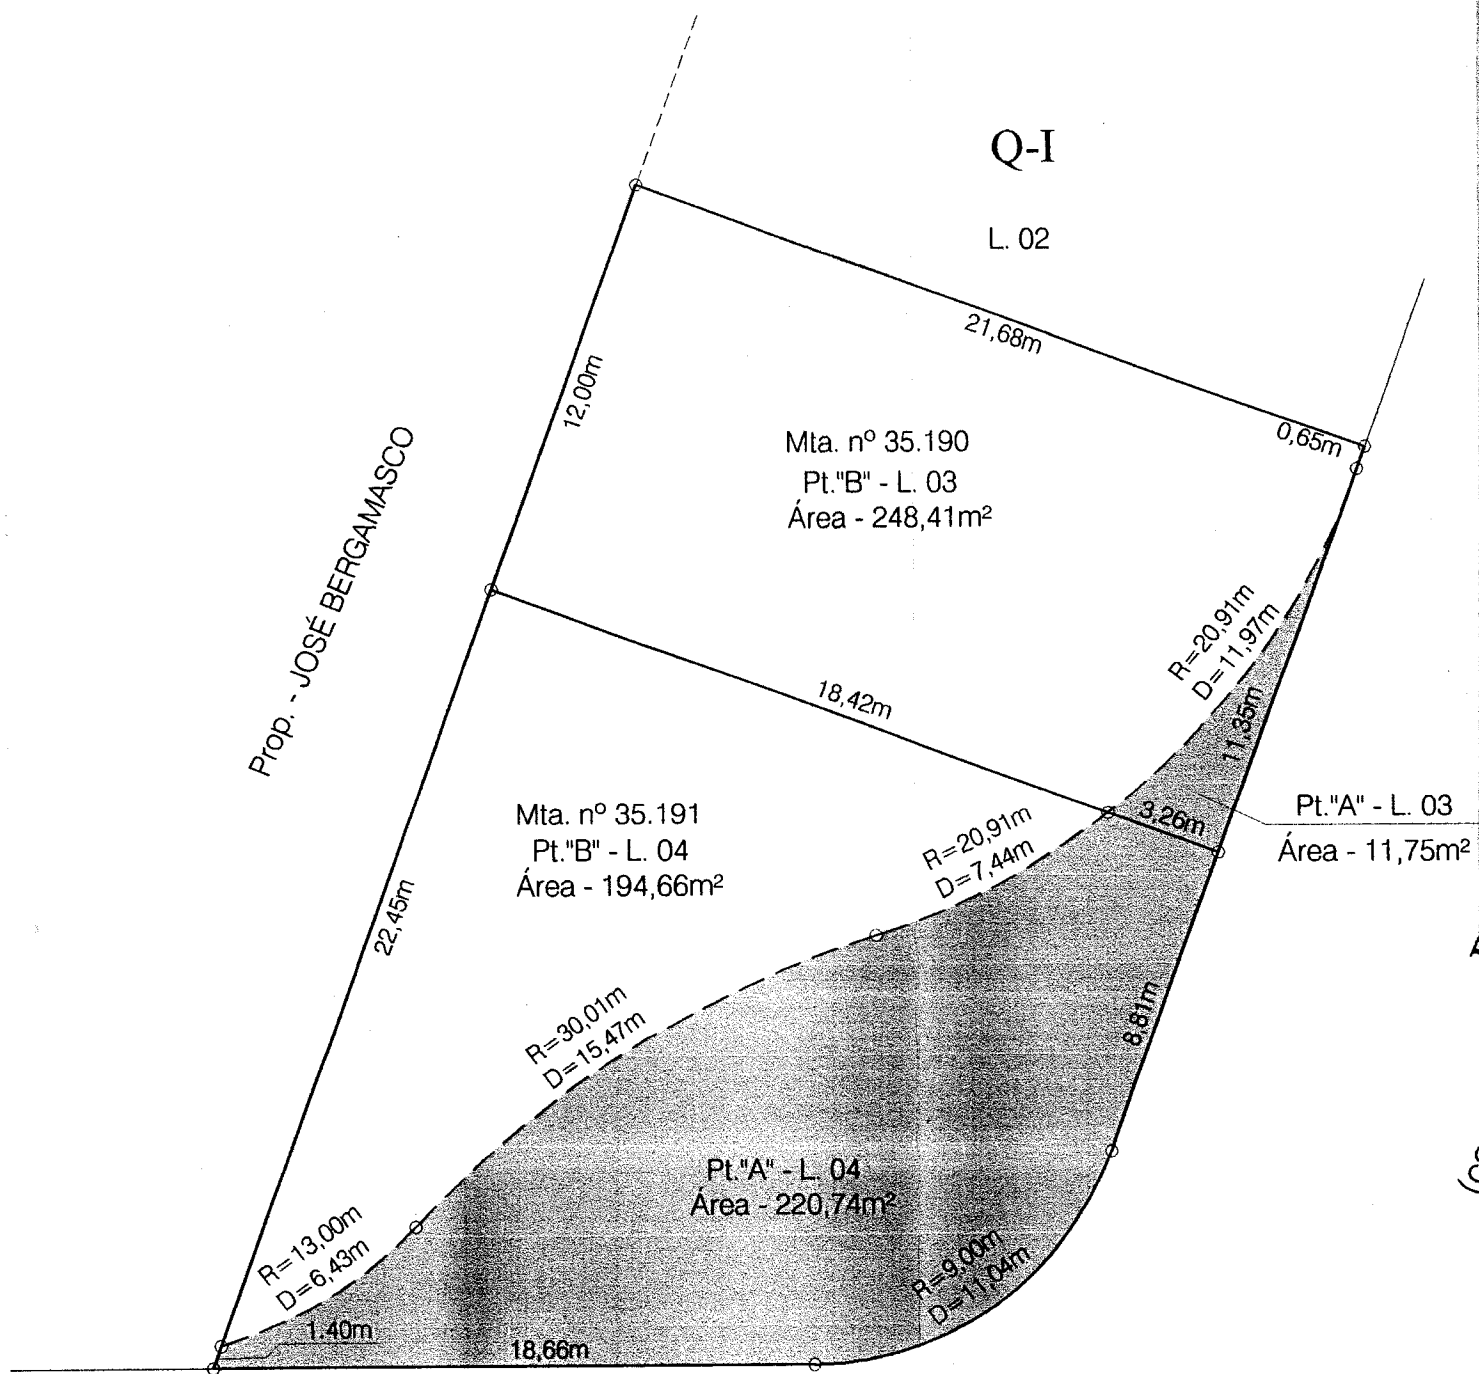 Q-I
L. 02
21,68m
0,65m
12,00m
Mta. nº 35.190
Pt."B" - L. 03
Área - 248,41m²
Prop. - JOSÉ BERGAMASCO
R=20,91m
D=11,97m
11,35m
18,42m
3,26m
Pt."A" - L. 03
Área - 11,75m²
Mta. nº 35.191
Pt."B" - L. 04
Área - 194,66m²
R=20,91m
D=7,44m
22,45m
8,81m
R=30,01m
D=15,47m
Pt."A" - L. 04
Área - 220,74m²
R=13,00m
D=6,43m
R=9,00m
D=11,04m
1.40m
18,66m